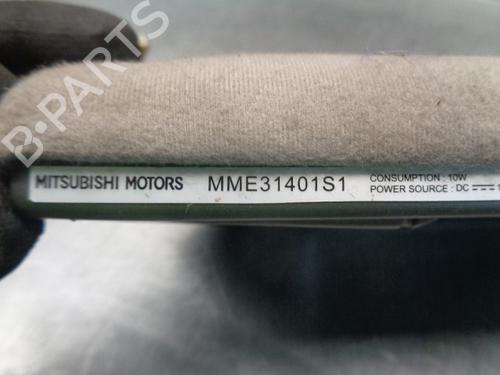 B-PARTS
MITSUBISHI MOTORS MME31401S1
CONSUMPTION : 10W
POWER SOURCE : DC